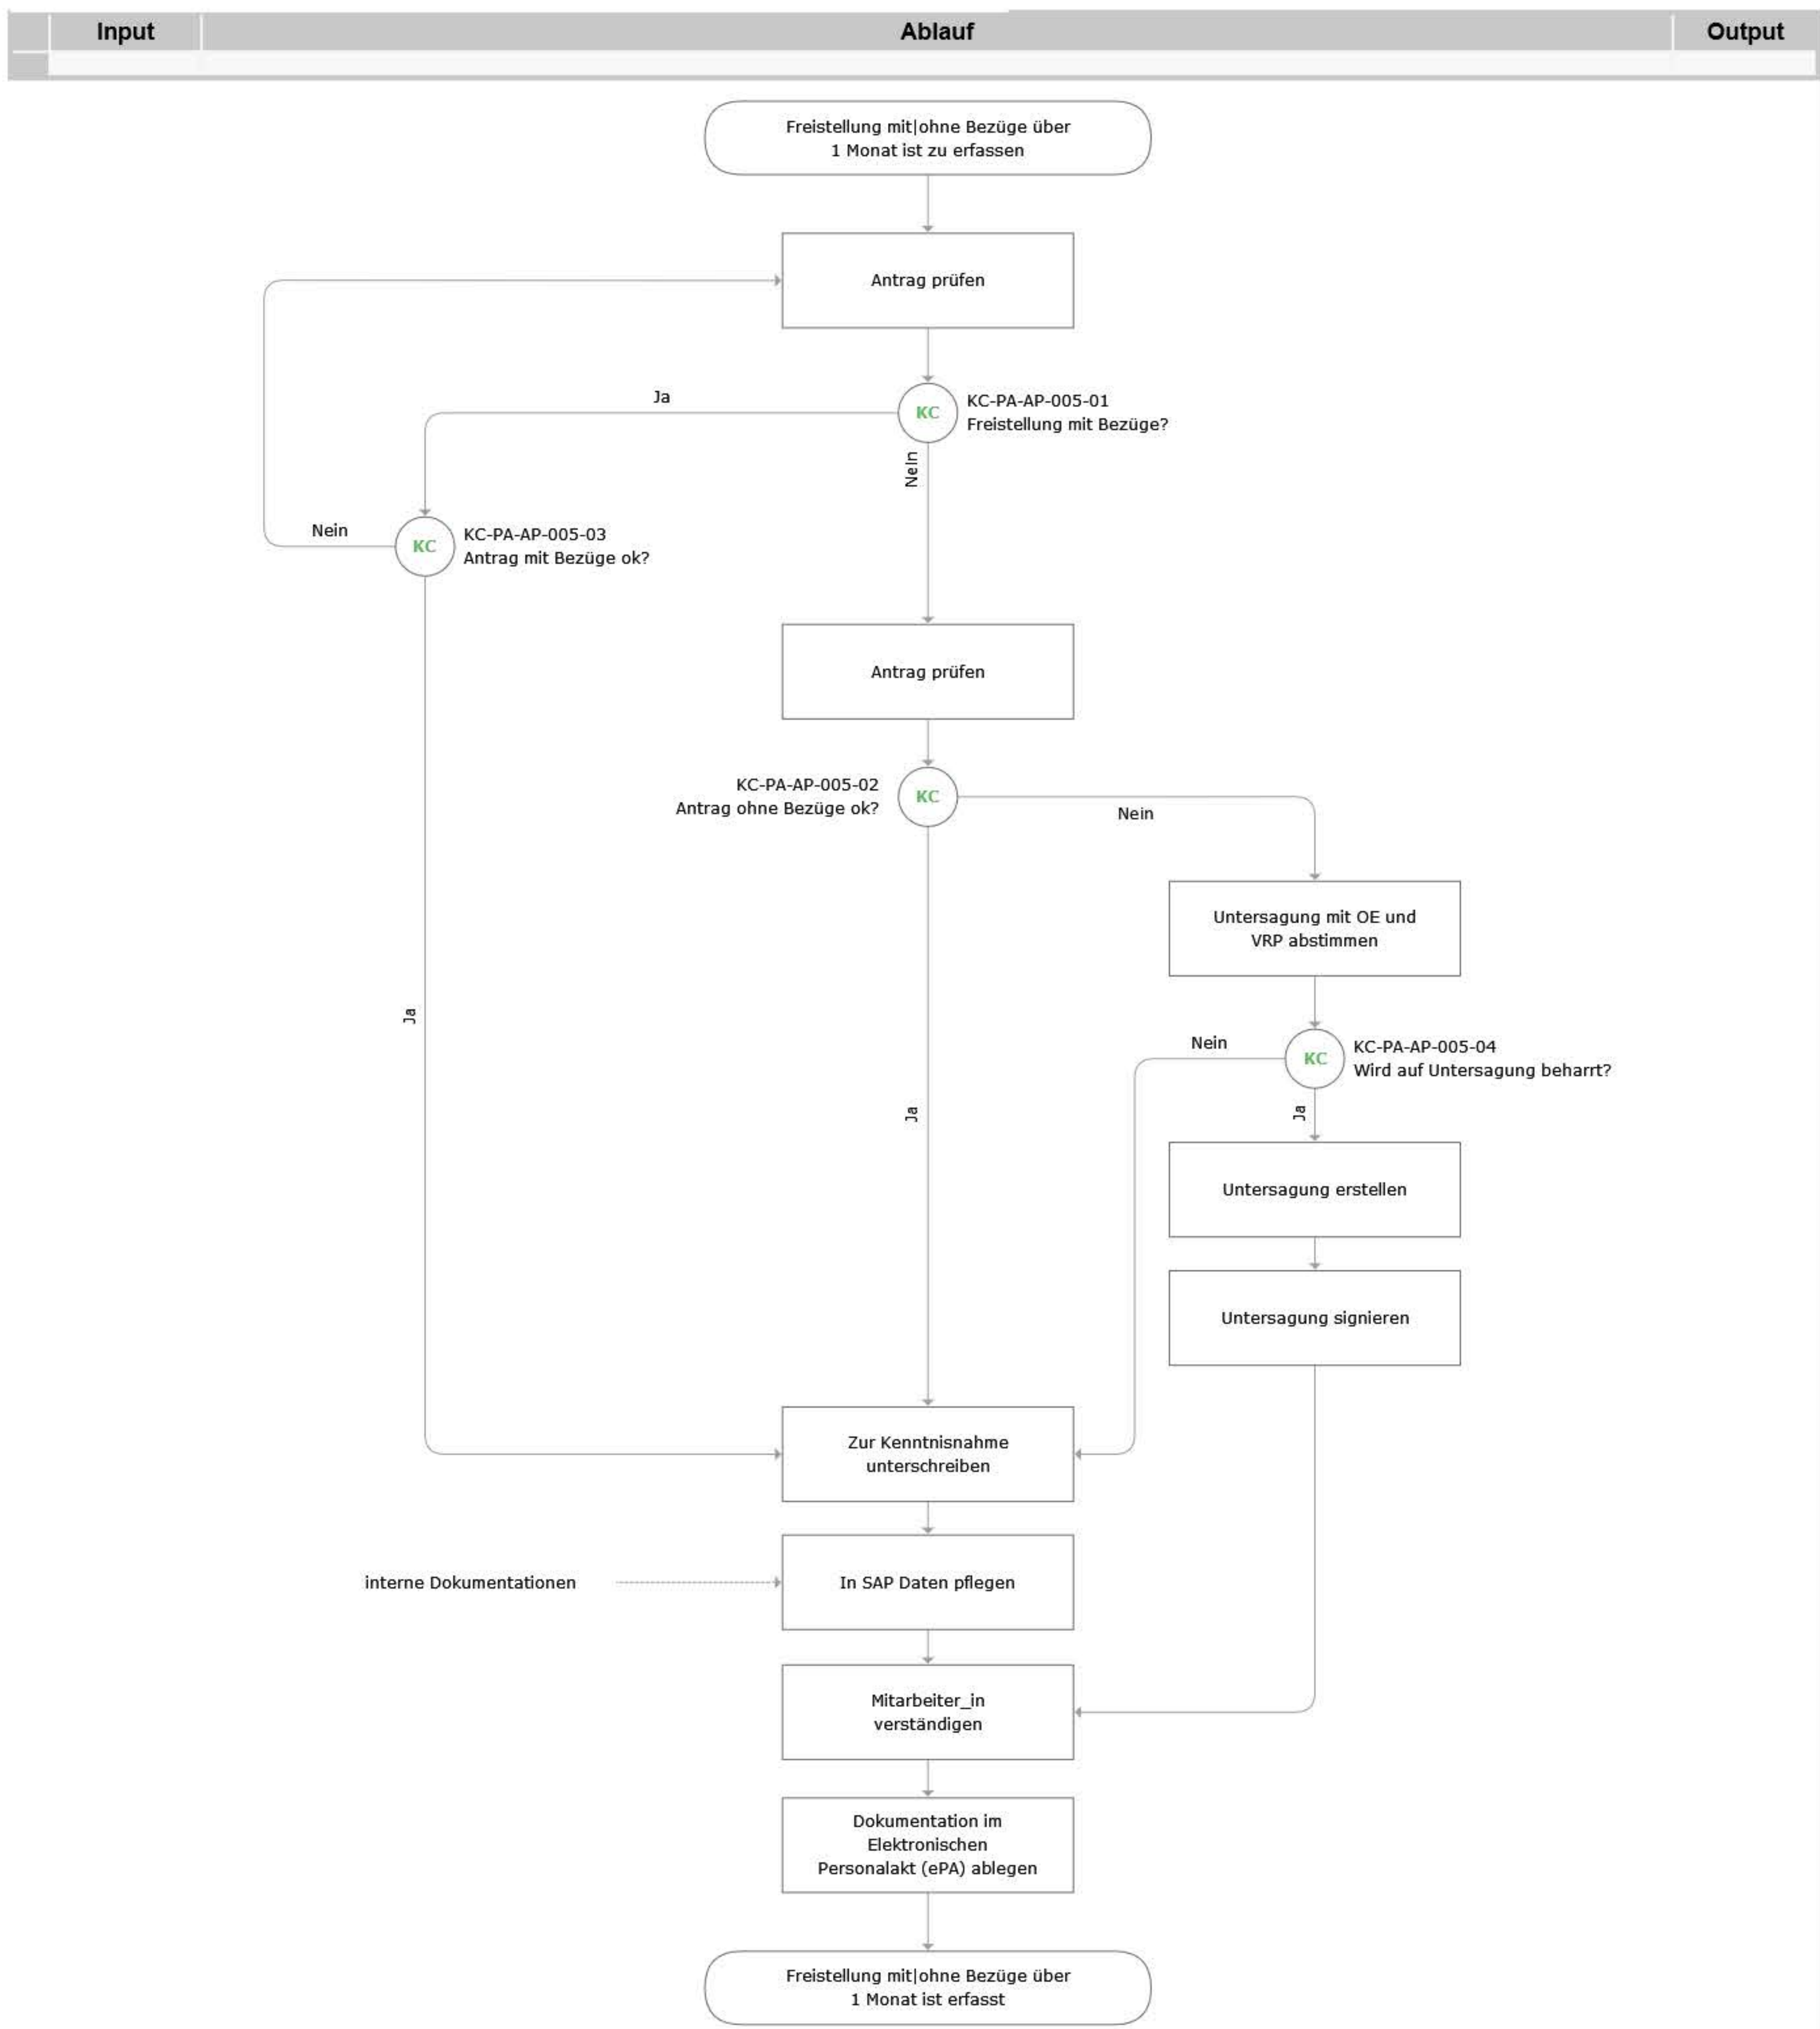 Input
Ablauf
Output
Freistellung mit|ohne Bezüge über
1 Monat ist zu erfassen
Antrag prüfen
Ja
KC
KC-PA-AP-005-01
Freistellung mit Bezüge?
Nein
Nein
KC
KC-PA-AP-005-03
Antrag mit Bezüge ok?
Antrag prüfen
KC-PA-AP-005-02
Antrag ohne Bezüge ok?
KC
Nein
Untersagung mit OE und
VRP abstimmen
Ja
Nein
KC
KC-PA-AP-005-04
Wird auf Untersagung beharrt?
Ja
Ja
Untersagung erstellen
Untersagung signieren
Zur Kenntnisnahme
unterschreiben
interne Dokumentationen
In SAP Daten pflegen
Mitarbeiter_in
verständigen
Dokumentation im
Elektronischen
Personalakt (ePA) ablegen
Freistellung mit|ohne Bezüge über
1 Monat ist erfasst